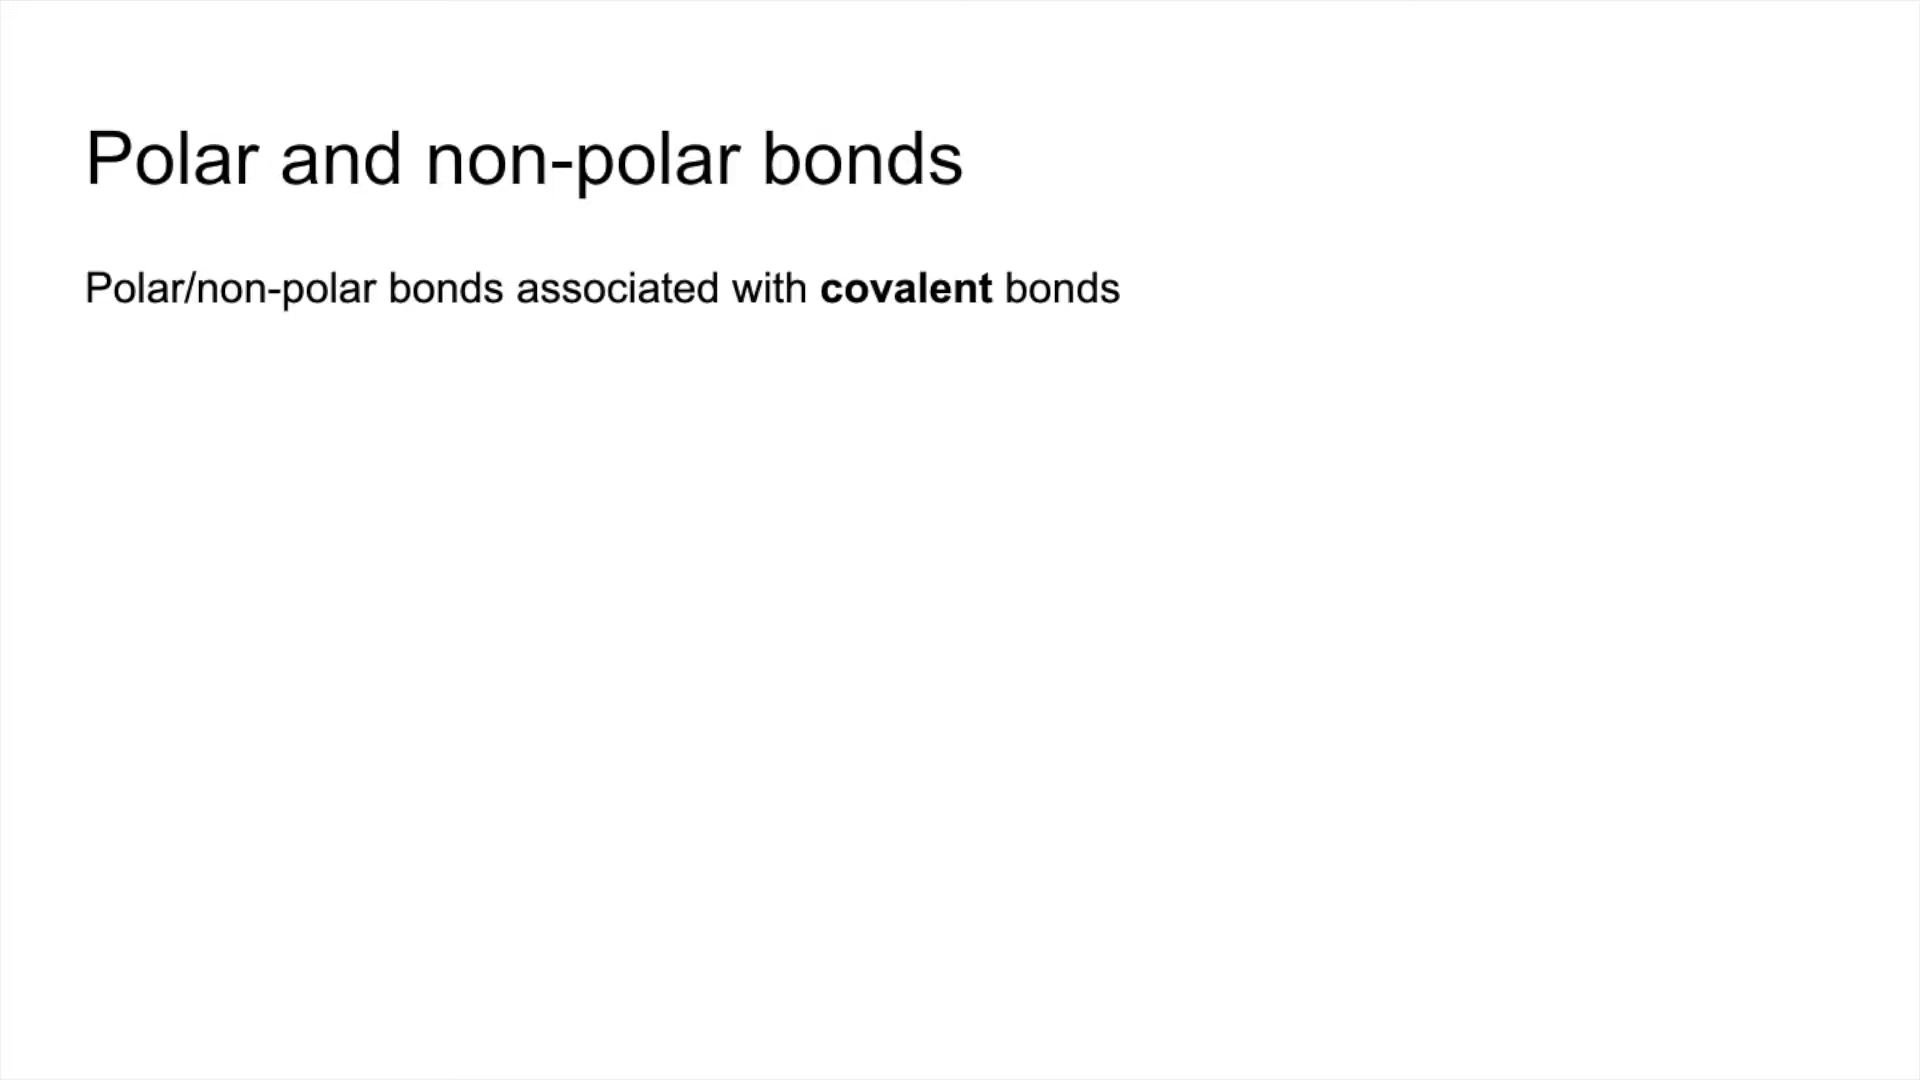 Polar and non-polar bonds
Polar/non-polar bonds associated with covalent bonds